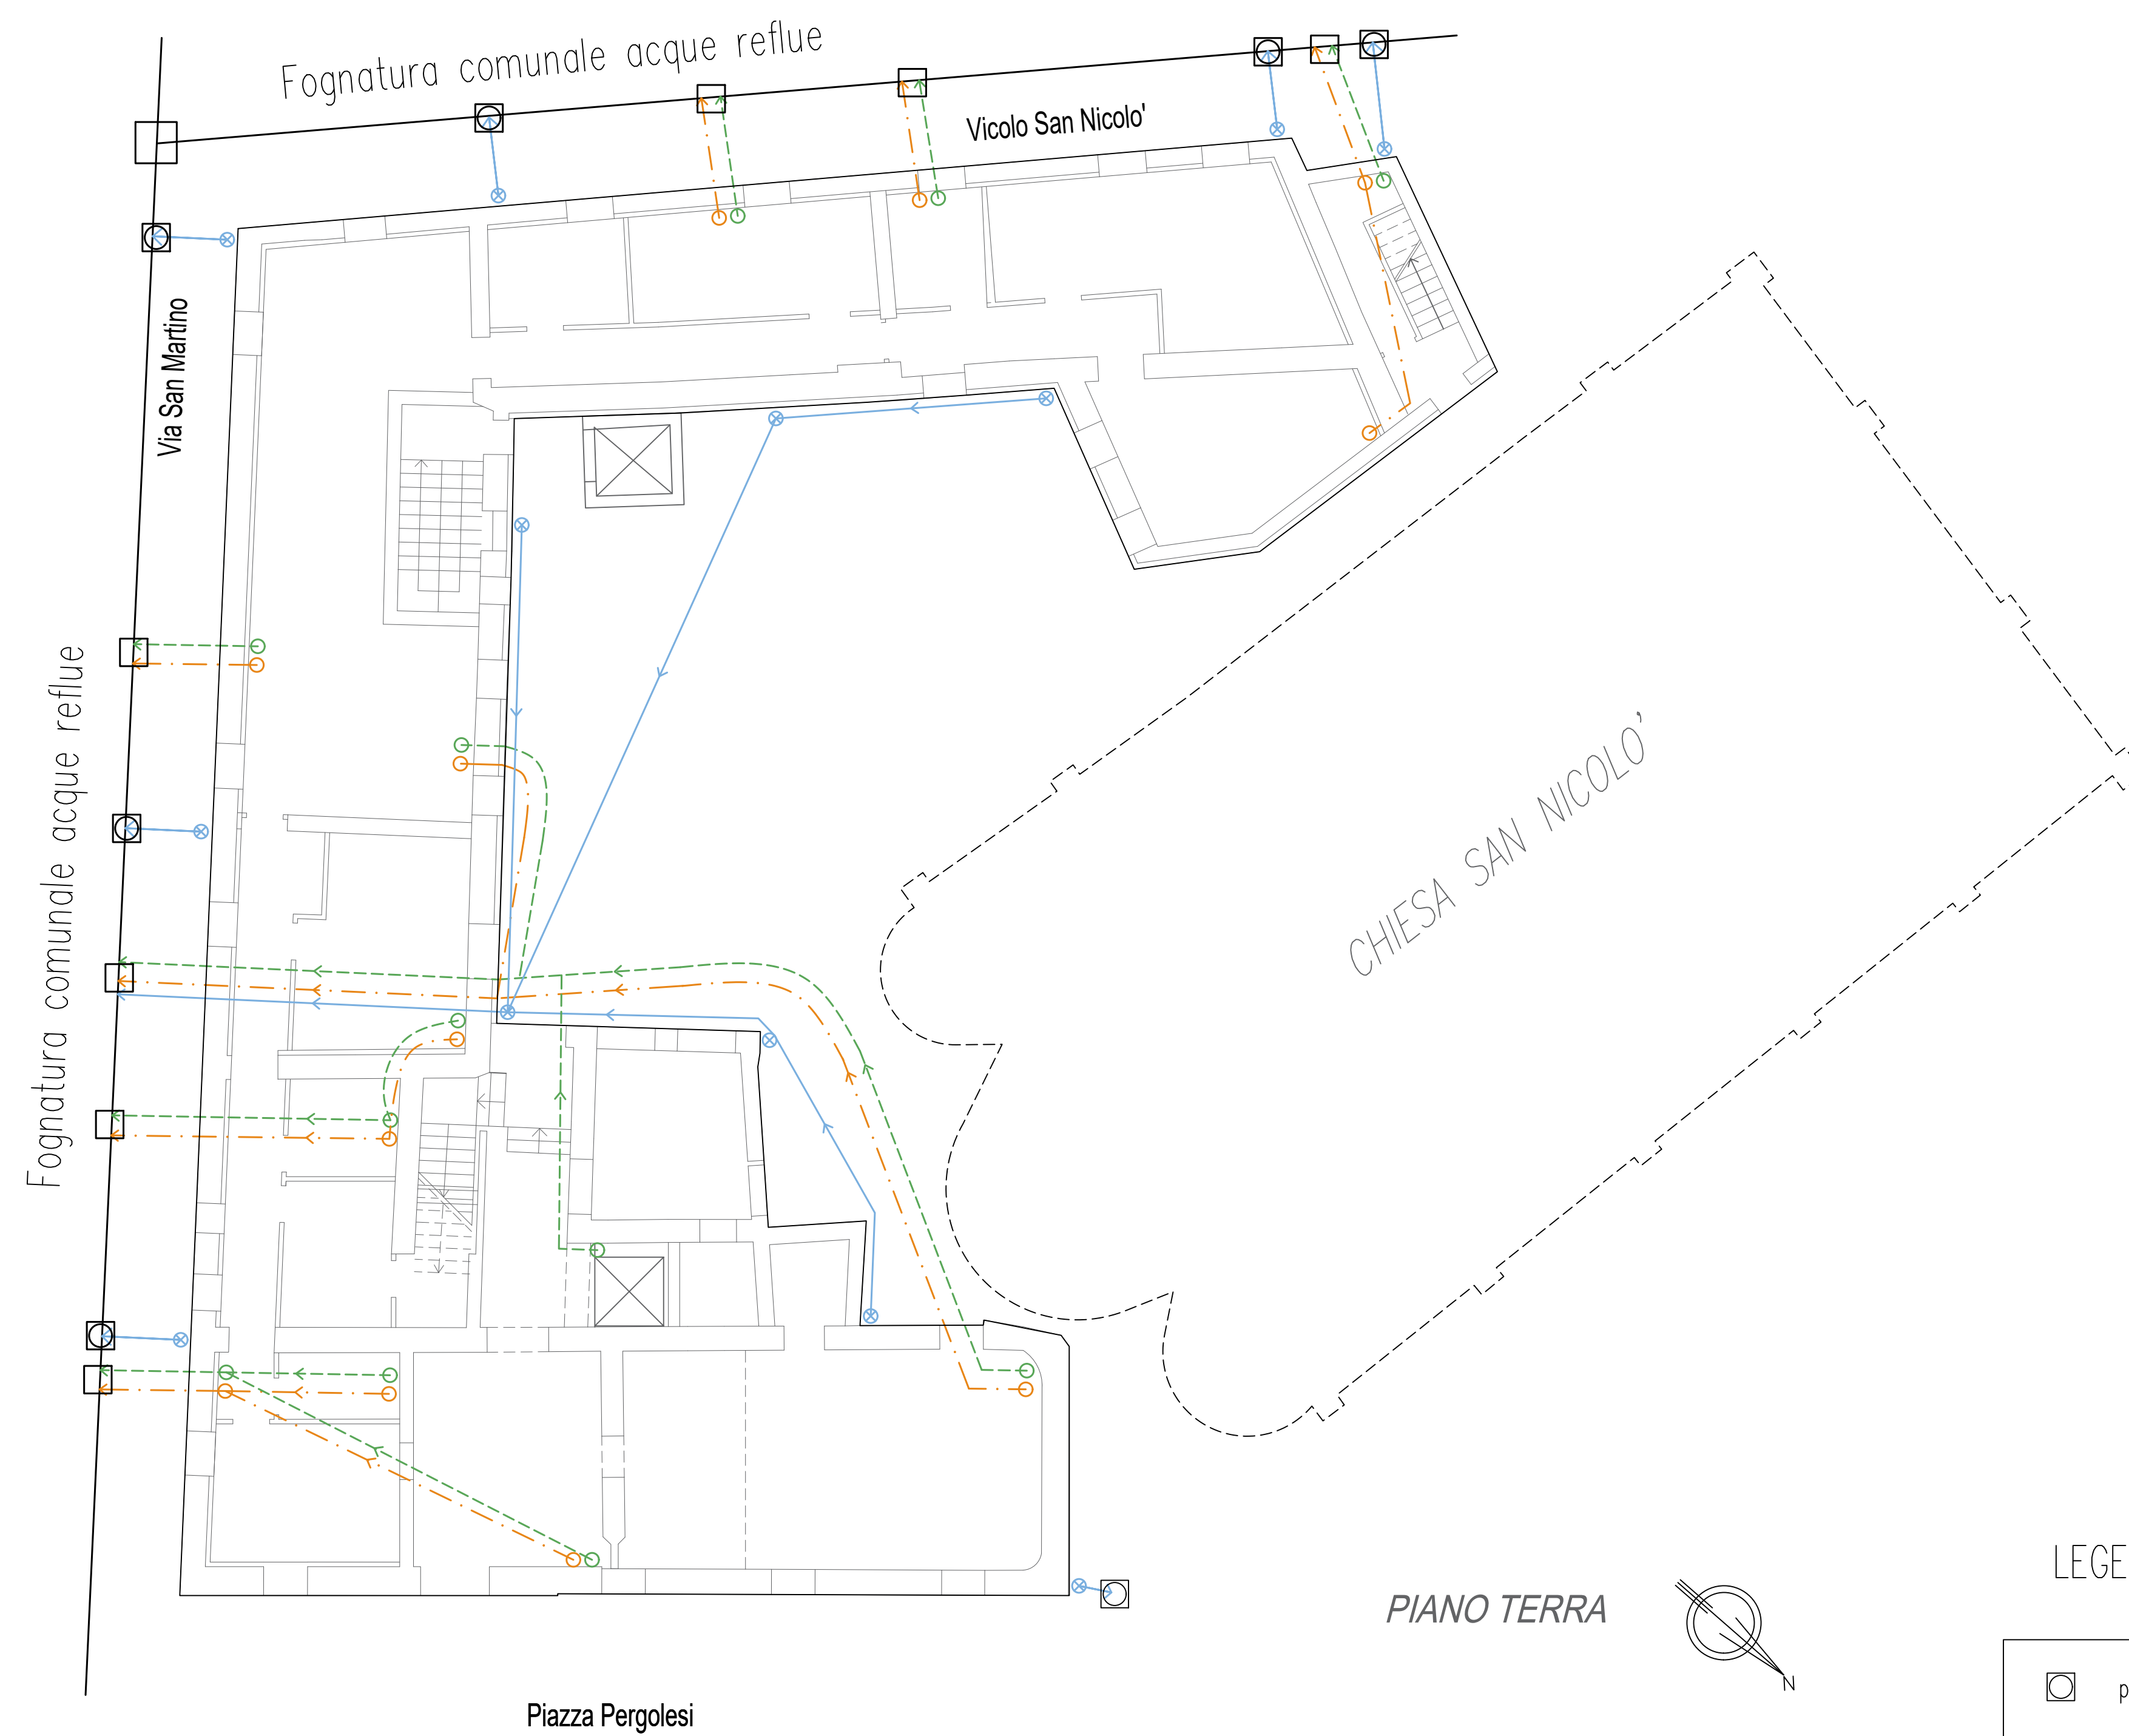 Fognatura comunale acque reflue
Vicolo San Nicolo'
Via San Martino
Fognatura comunale acque reflue
CHIESA SAN NICOLO'
PIANO TERRA
N
LEGE
p
Piazza Pergolesi